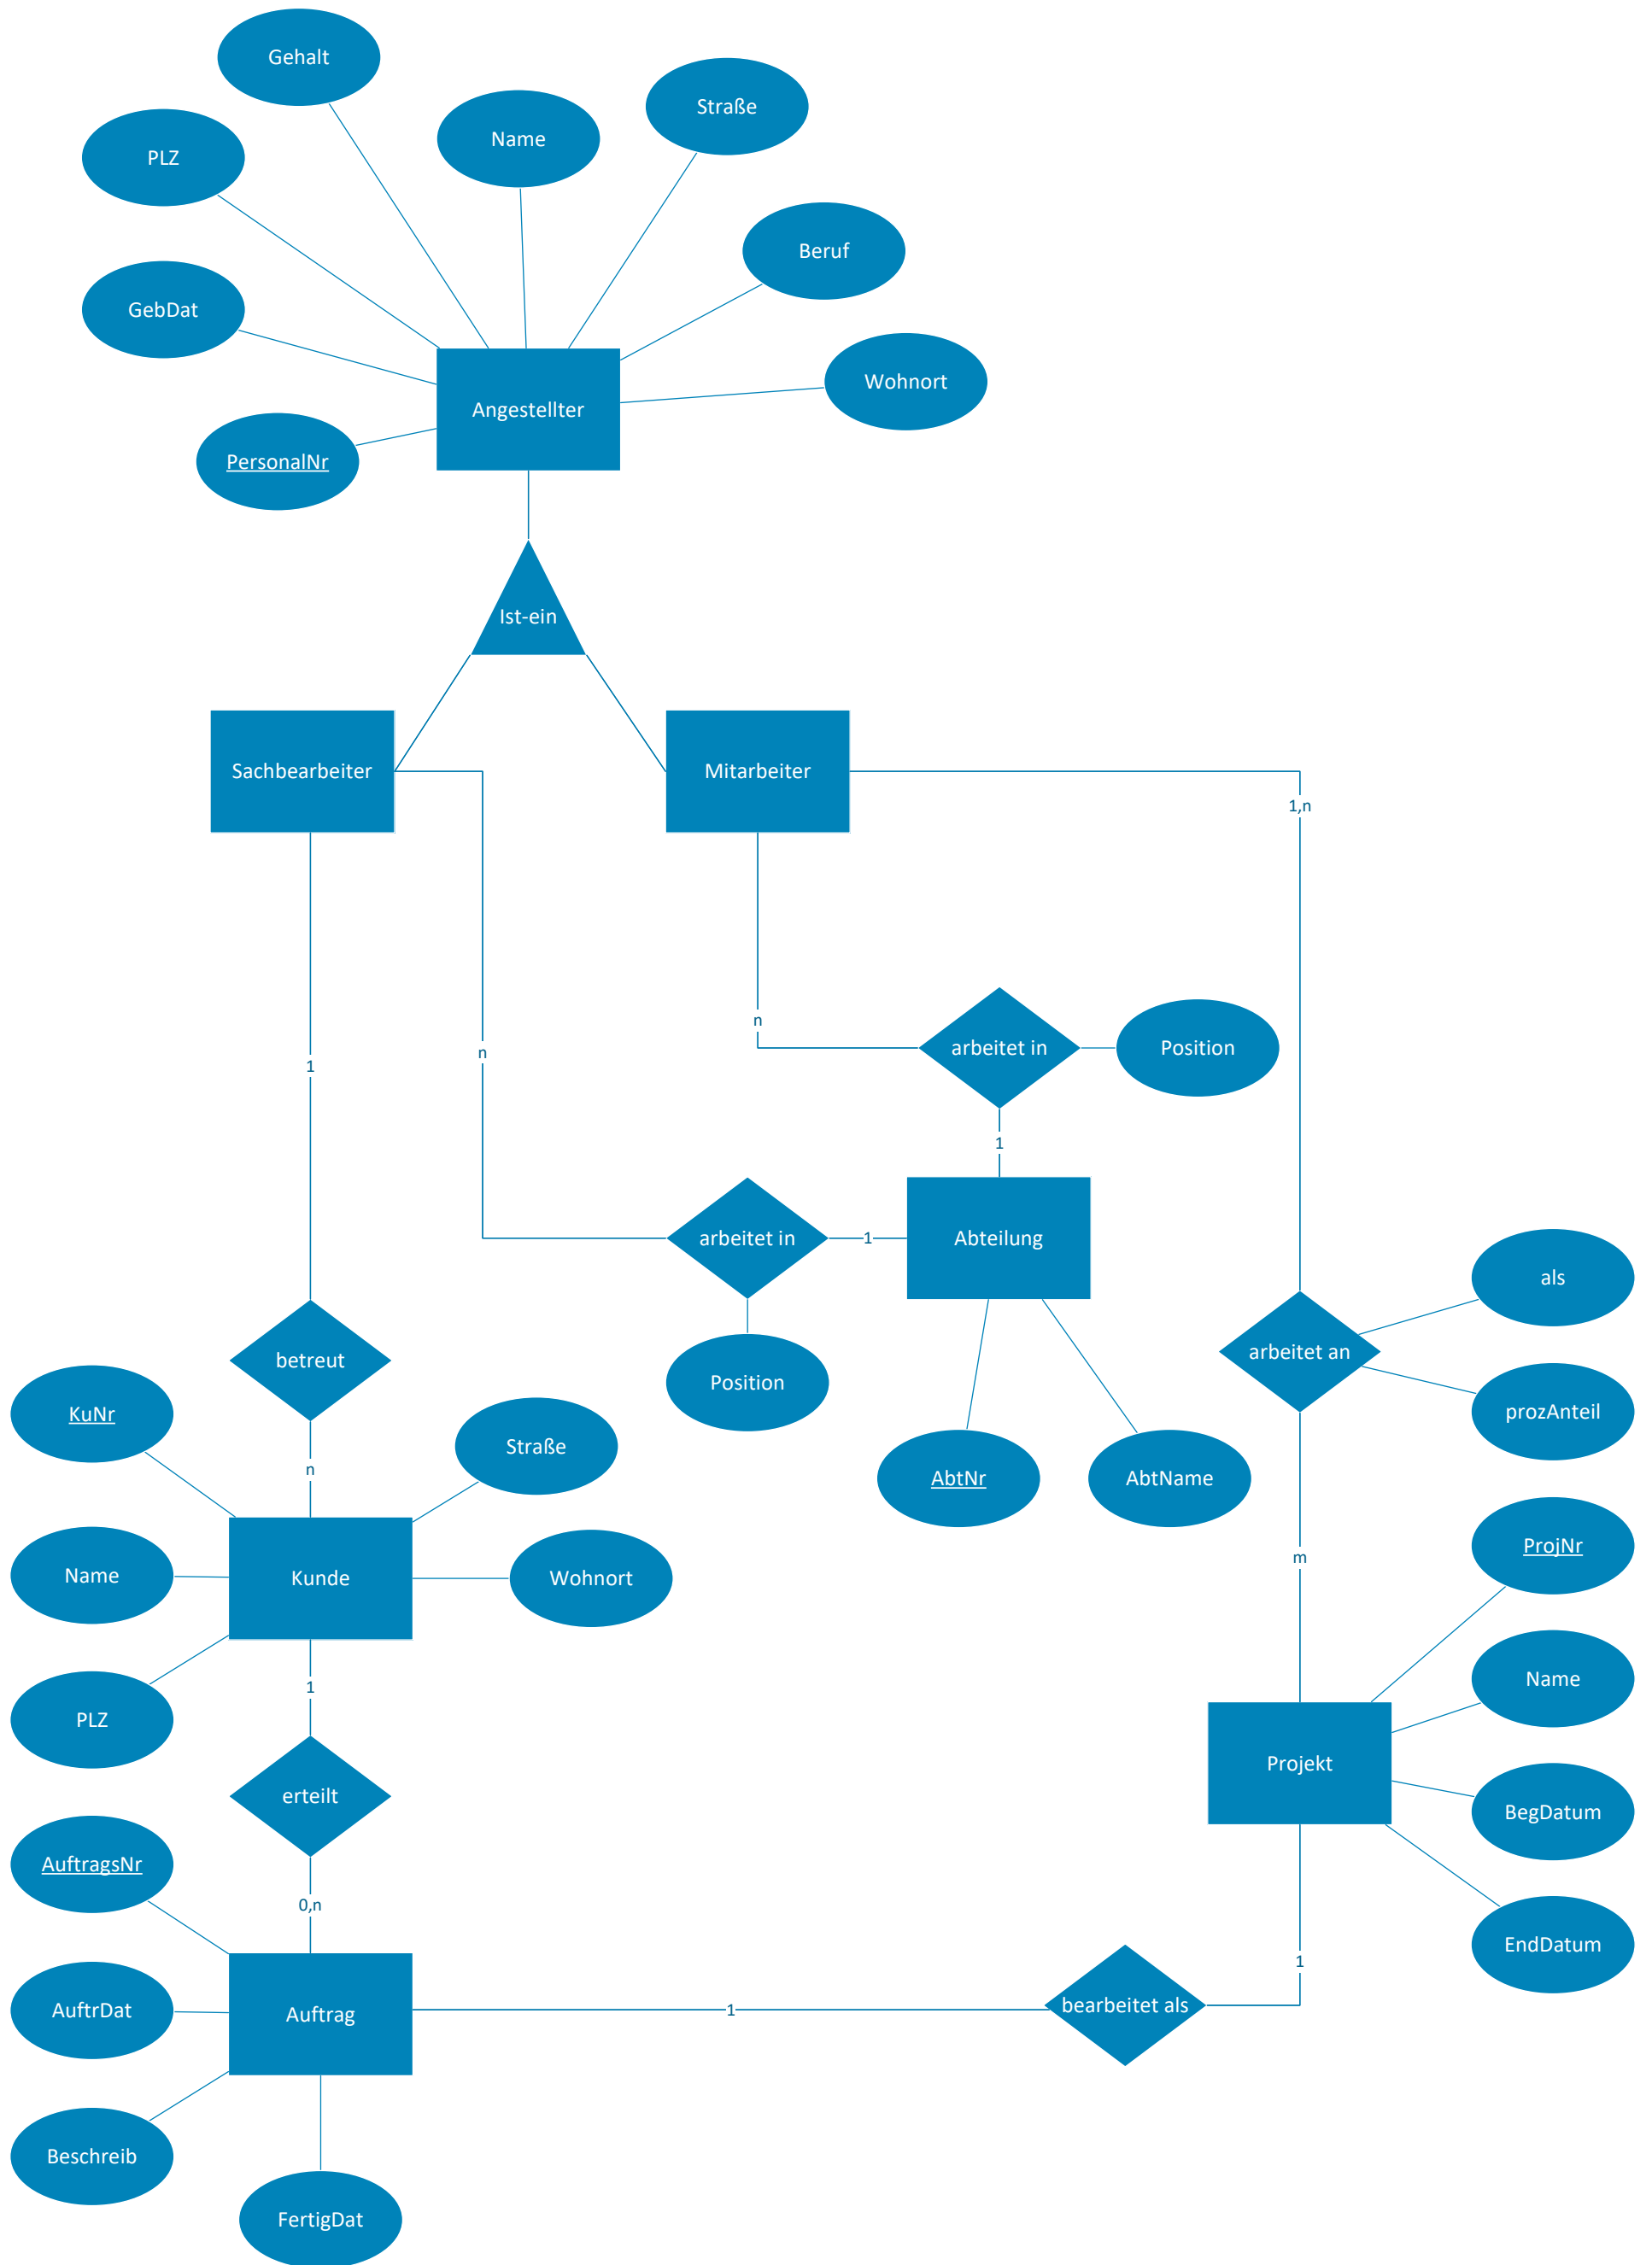 Gehalt
Straße
Name
PLZ
Beruf
GebDat
Wohnort
Angestellter
PersonalNr
Ist-ein
Sachbearbeiter
Mitarbeiter
1,n
n
arbeitet in
Position
n
1
1
arbeitet in
1
Abteilung
als
arbeitet an
betreut
Position
prozAnteil
KuNr
Straße
n
AbtNr
AbtName
ProjNr
m
Name
Kunde
Wohnort
Name
1
PLZ
Projekt
erteilt
BegDatum
AuftragsNr
0,n
EndDatum
1
AuftrDat
Auftrag
1
bearbeitet als
Beschreib
FertigDat